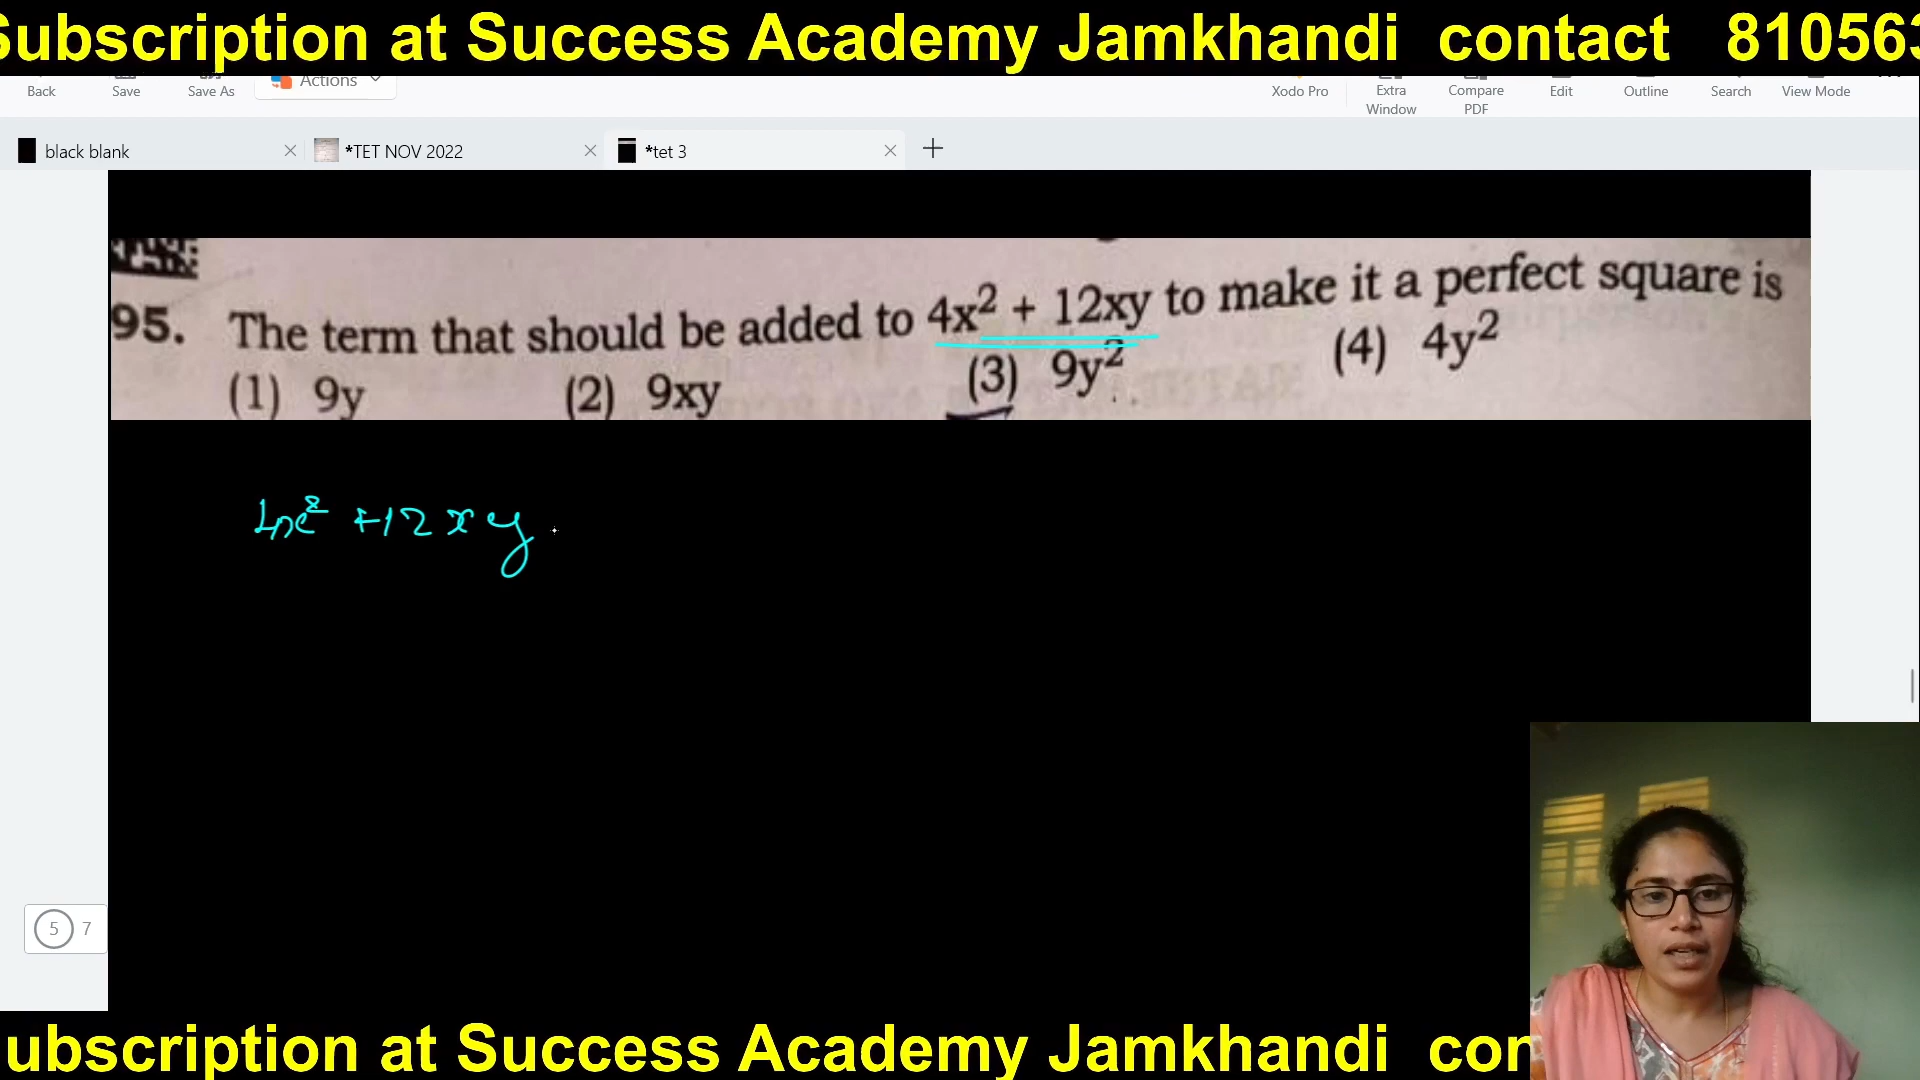 Subscription at Success Academy Jamkhandi contact 810563
Back Save Save As Actions Xodo Pro Extra Window Compare PDF Edit Outline Search View Mode
black blank *TET NOV 2022 *tet 3
95. The term that should be added to 4x² + 12xy to make it a perfect square is
(1) 9y (2) 9xy (3) 9y² (4) 4y²
4x² +12xy
5 7
ubscription at Success Academy Jamkhandi con